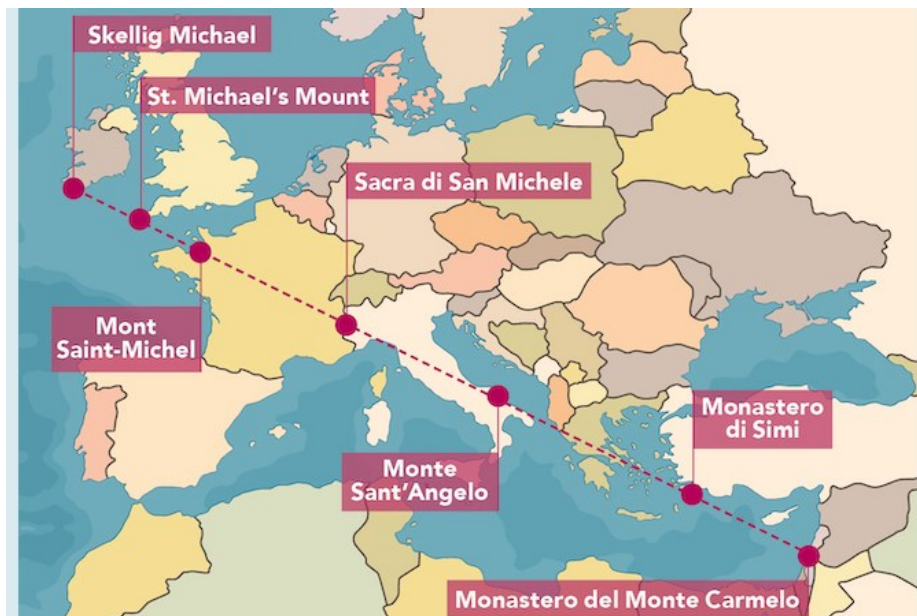 Skellig Michael
St. Michael's Mount
Sacra di San Michele
Mont
Saint-Michel
Monte
Sant'Angelo
Monastero
di Simi
Monastero del Monte Carmelo